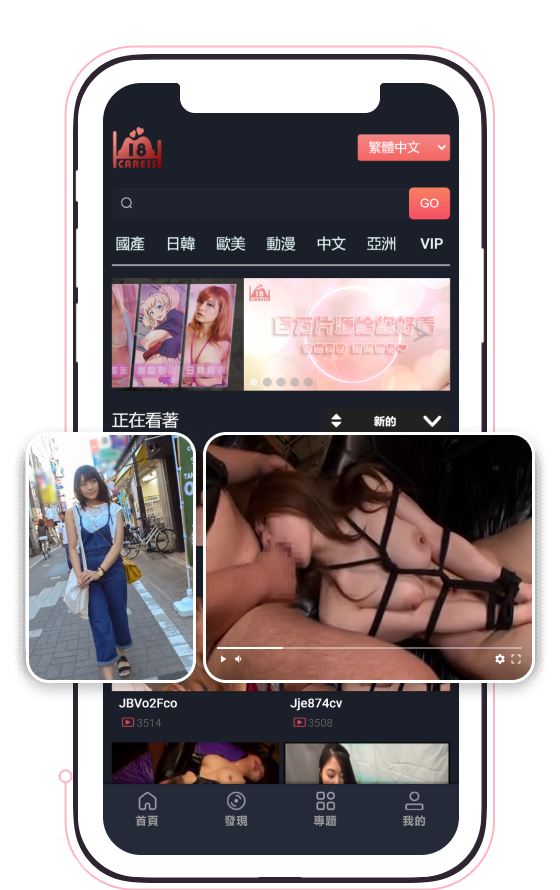 18
CARESS
繁體中文
GO
國產
日韓
歐美
動漫
中文
亞洲
VIP
百万片源给您好看
正在看著
新的
JBVo2Fco
Jje874cv
3514
3508
首頁
發現
專題
我的